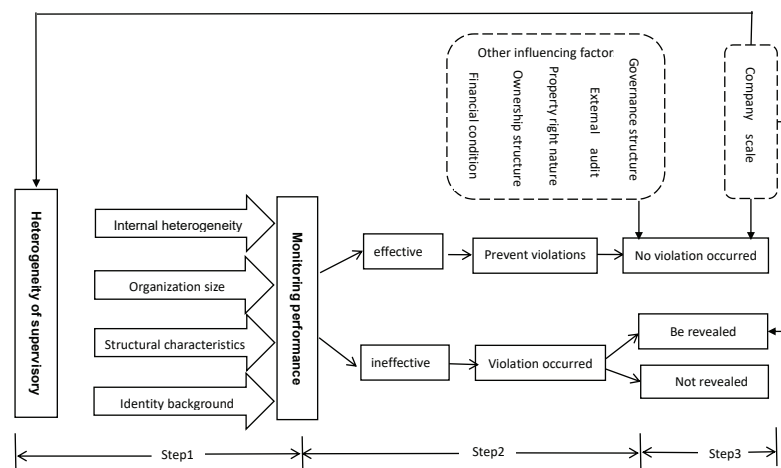 Other influencing factor
Financial condition
Ownership structure
Property right nature
External audit
Governance structure
Company scale
Heterogeneity of supervisory
Internal heterogeneity
Organization size
Structural characteristics
Identity background
Monitoring performance
effective
Prevent violations
No violation occurred
ineffective
Violation occurred
Be revealed
Not revealed
Step1
Step2
Step3